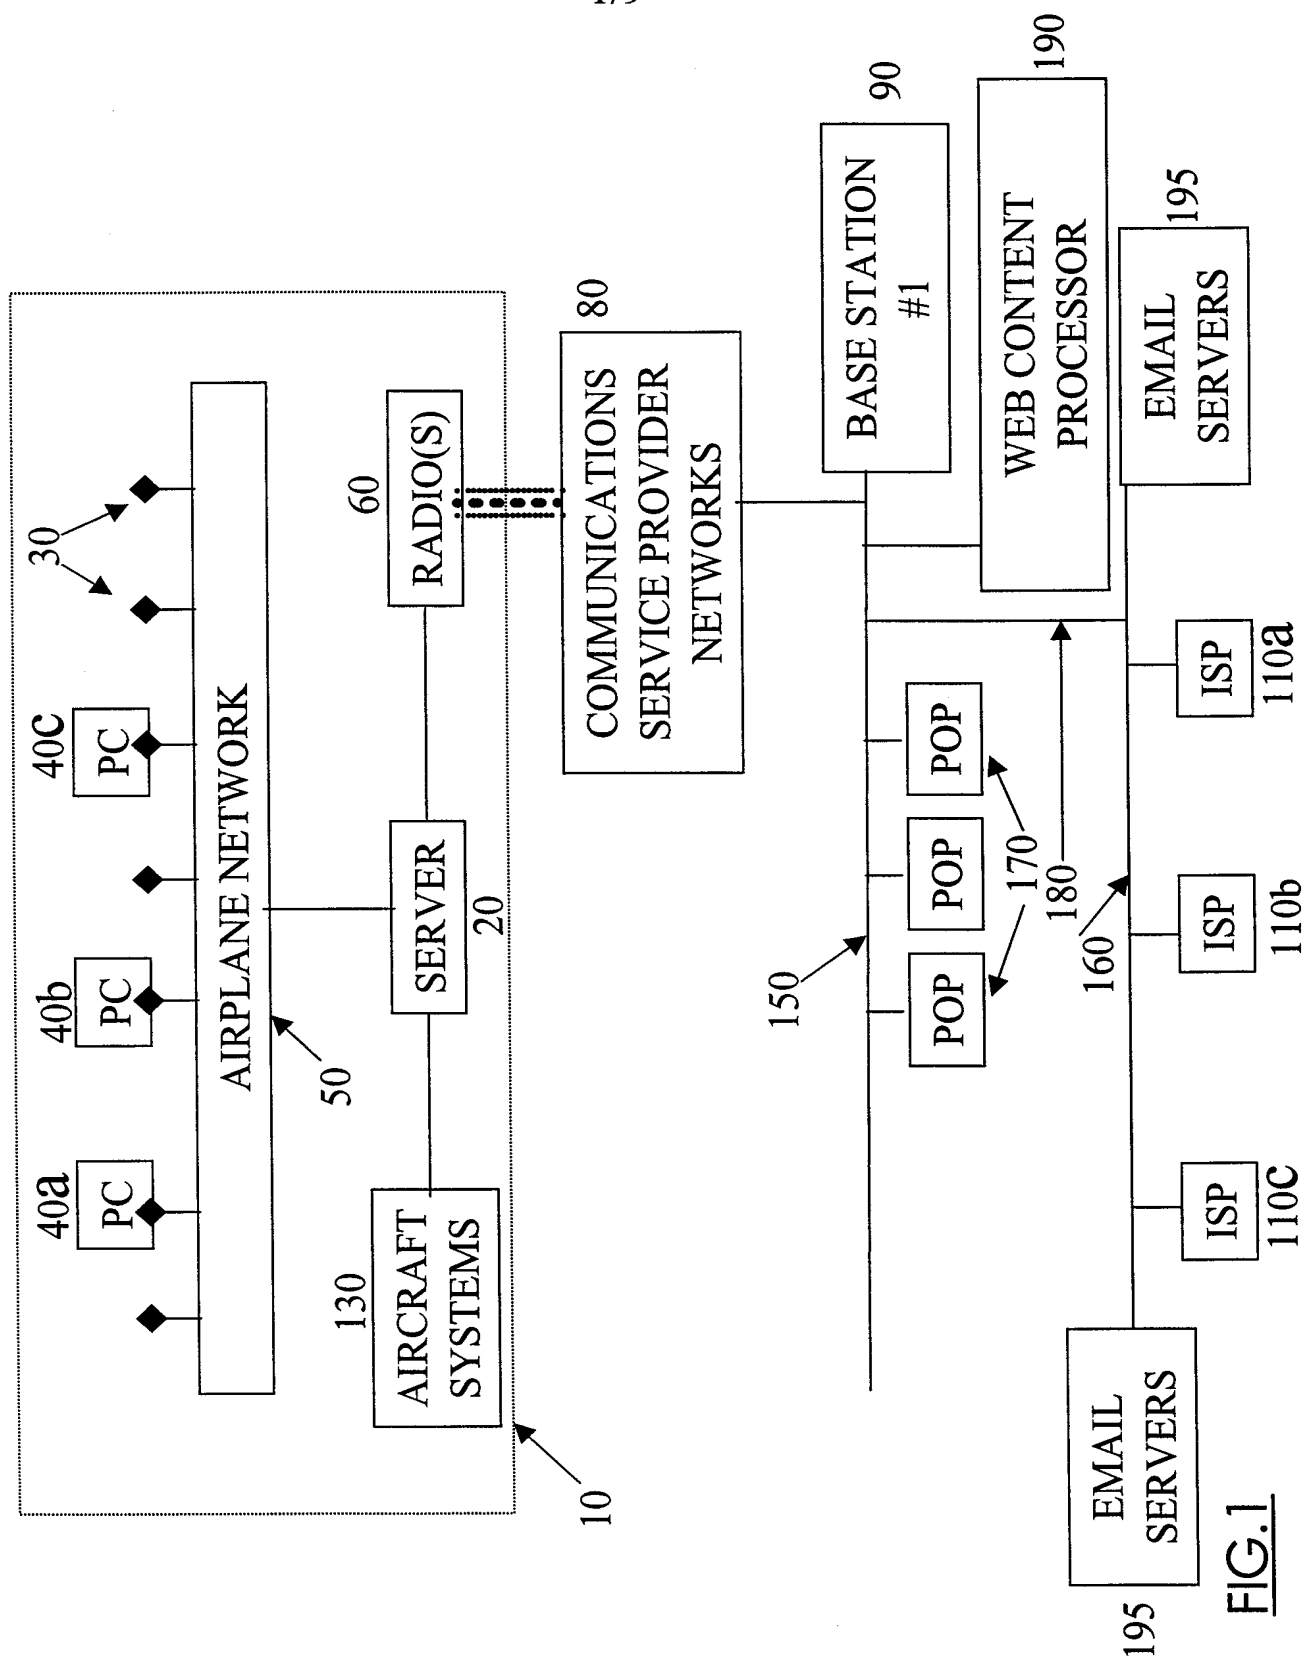 40a
40b
40c
30
PC
PC
PC
AIRPLANE NETWORK
50
130
60
AIRCRAFT
SYSTEMS
SERVER
20
RADIO(S)
10
80
COMMUNICATIONS
SERVICE PROVIDER
NETWORKS
150
90
BASE STATION
#1
POP
POP
POP
170
190
WEB CONTENT
PROCESSOR
180
160
195
EMAIL
SERVERS
195
EMAIL
SERVERS
ISP
ISP
ISP
110c
110b
110a
FIG.1